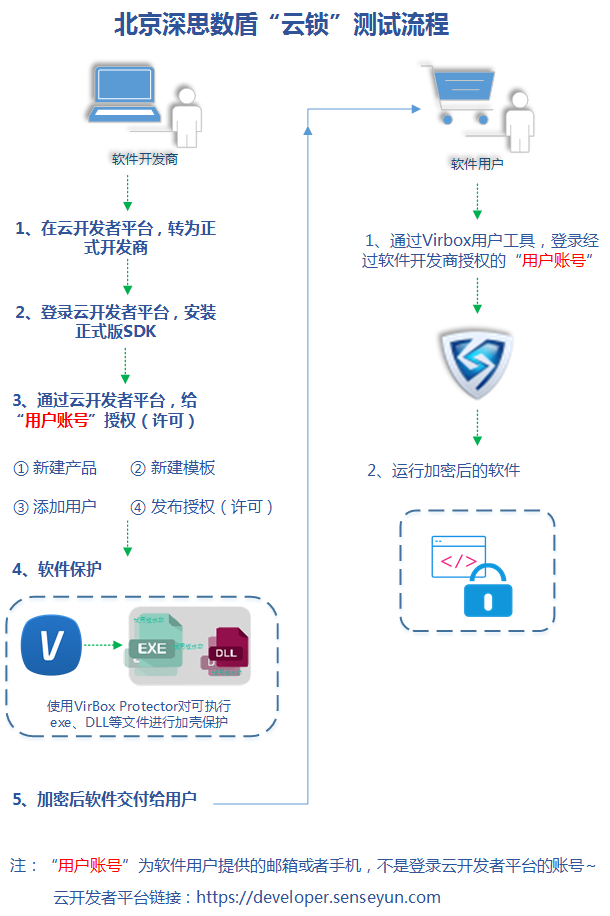 北京深思数盾“云锁”测试流程
软件开发商
1、在云开发者平台，转为正
式开发商
2、登录云开发者平台，安装
正式版SDK
3、通过云开发者平台，给
“用户账号”授权（许可）
① 新建产品 ② 新建模板
③ 添加用户 ④ 发布授权（许可）
4、软件保护
V
EXE
DLL
使用VirBox Protector对可执行
exe、DLL等文件进行加壳保护
5、加密后软件交付给用户
软件用户
1、通过Virbox用户工具，登录经
过软件开发商授权的“用户账号”
2、运行加密后的软件
</>
注：“用户账号”为软件用户提供的邮箱或者手机，不是登录云开发者平台的账号~
云开发者平台链接：https://developer.senseyun.com